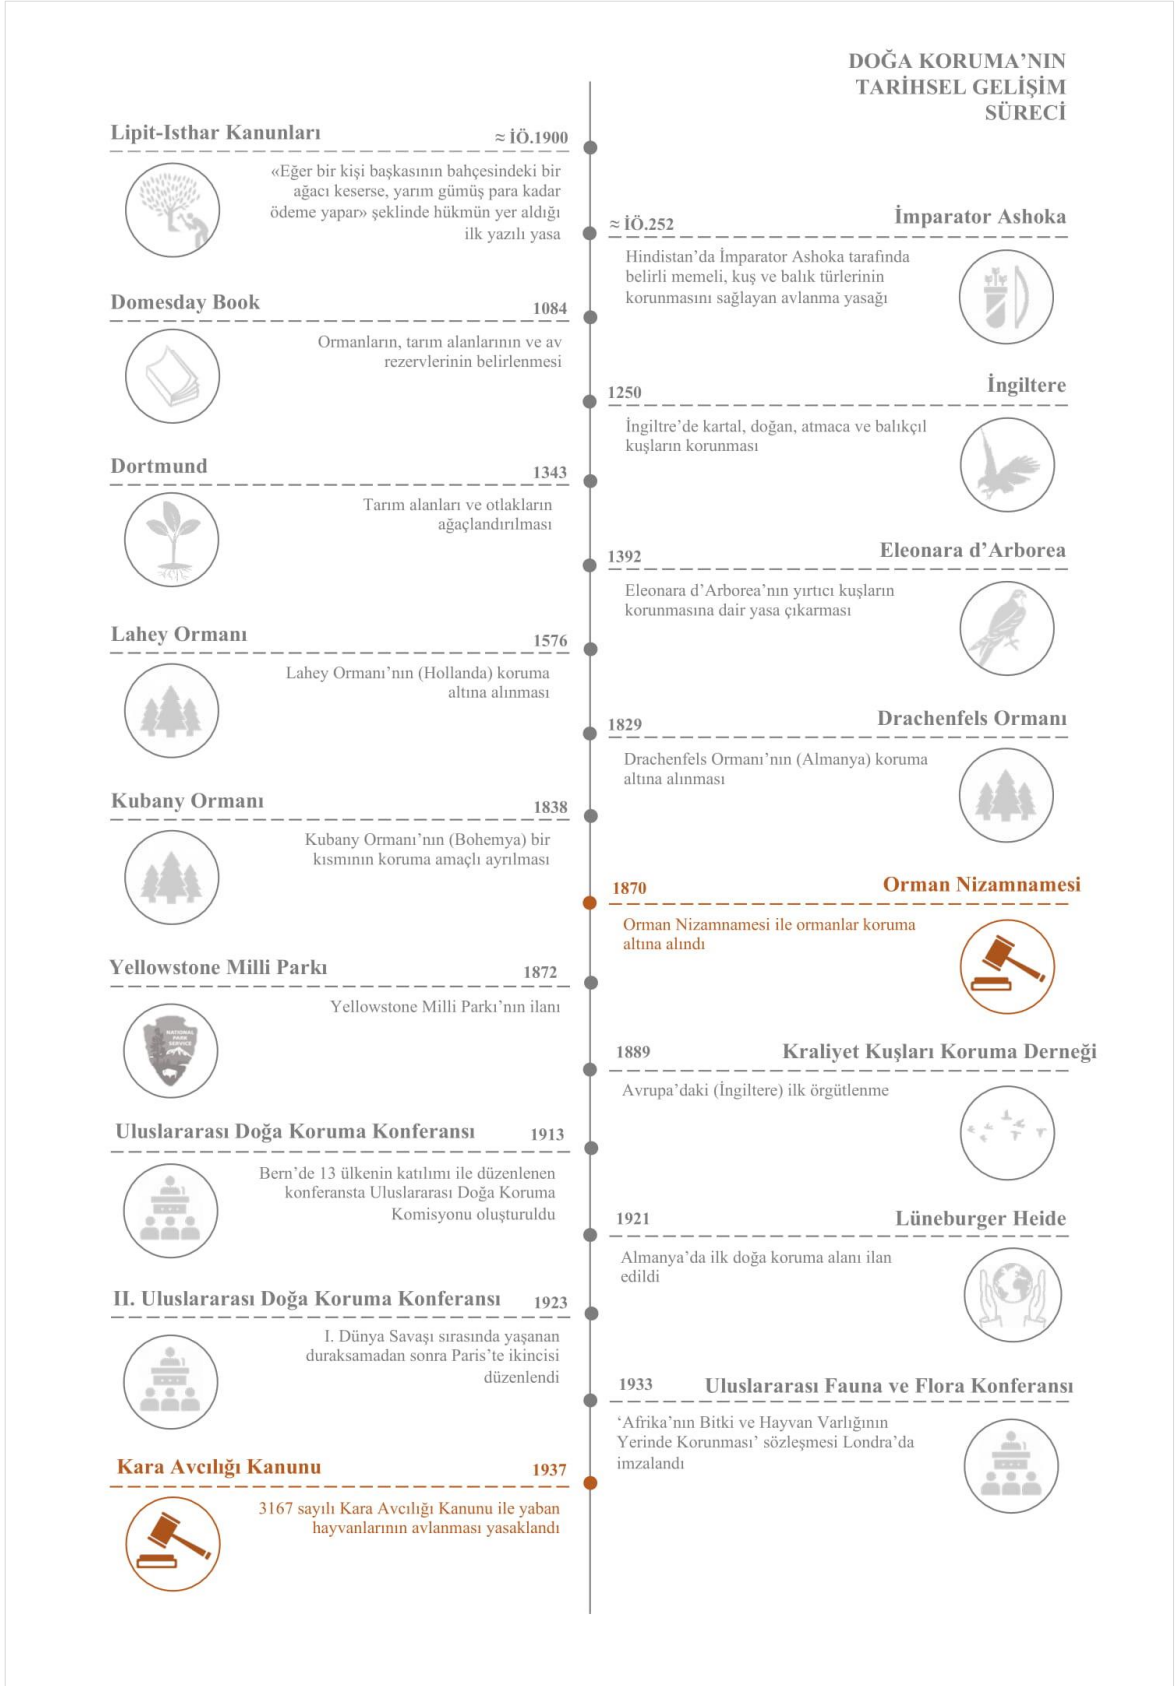 DOĞA KORUMA’NIN
TARİHSEL GELİŞİM
SÜRECİ
Lipit-Isthar Kanunları
≈ İÖ.1900
«Eğer bir kişi başkasının bahçesindeki bir
ağacı keserse, yarım gümüş para kadar
ödeme yapar» şeklinde hükmün yer aldığı
ilk yazılı yasa
≈ İÖ.252
İmparator Ashoka
Hindistan’da İmparator Ashoka tarafından
belirli memeli, kuş ve balık türlerinin
korunmasını sağlayan avlanma yasağı
Domesday Book
1084
Ormanların, tarım alanlarının ve av
rezervlerinin belirlenmesi
1250
İngiltere
İngiltre’de kartal, doğan, atmaca ve balıkçıl
kuşların korunması
Dortmund
1343
Tarım alanları ve otlakların
ağaçlandırılması
1392
Eleonara d’Arborea
Eleonara d’Arborea’nın yırtıcı kuşların
korunmasına dair yasa çıkarması
Lahey Ormanı
1576
Lahey Ormanı’nın (Hollanda) koruma
altına alınması
1829
Drachenfels Ormanı
Drachenfels Ormanı’nın (Almanya) koruma
altına alınması
Kubany Ormanı
1838
Kubany Ormanı’nın (Bohemya) bir
kısmının koruma amaçlı ayrılması
1870
Orman Nizamnamesi
Orman Nizamnamesi ile ormanlar koruma
altına alındı
Yellowstone Milli Parkı
1872
Yellowstone Milli Parkı’nın ilanı
NATIONAL
PARK
SERVICE
1889
Kraliyet Kuşları Koruma Derneği
Avrupa’daki (İngiltere) ilk örgütlenme
Uluslararası Doğa Koruma Konferansı
1913
Bern’de 13 ülkenin katılımı ile düzenlenen
konferansta Uluslararası Doğa Koruma
Komisyonu oluşturuldu
1921
Lüneburger Heide
Almanya’da ilk doğa koruma alanı ilan
edildi
II. Uluslararası Doğa Koruma Konferansı
1923
I. Dünya Savaşı sırasında yaşanan
duraksamadan sonra Paris’te ikincisi
düzenlendi
1933
Uluslararası Fauna ve Flora Konferansı
‘Afrika’nın Bitki ve Hayvan Varlığının
Yerinde Korunması’ sözleşmesi Londra’da
imzalandı
Kara Avcılığı Kanunu
1937
3167 sayılı Kara Avcılığı Kanunu ile yaban
hayvanlarının avlanması yasaklandı